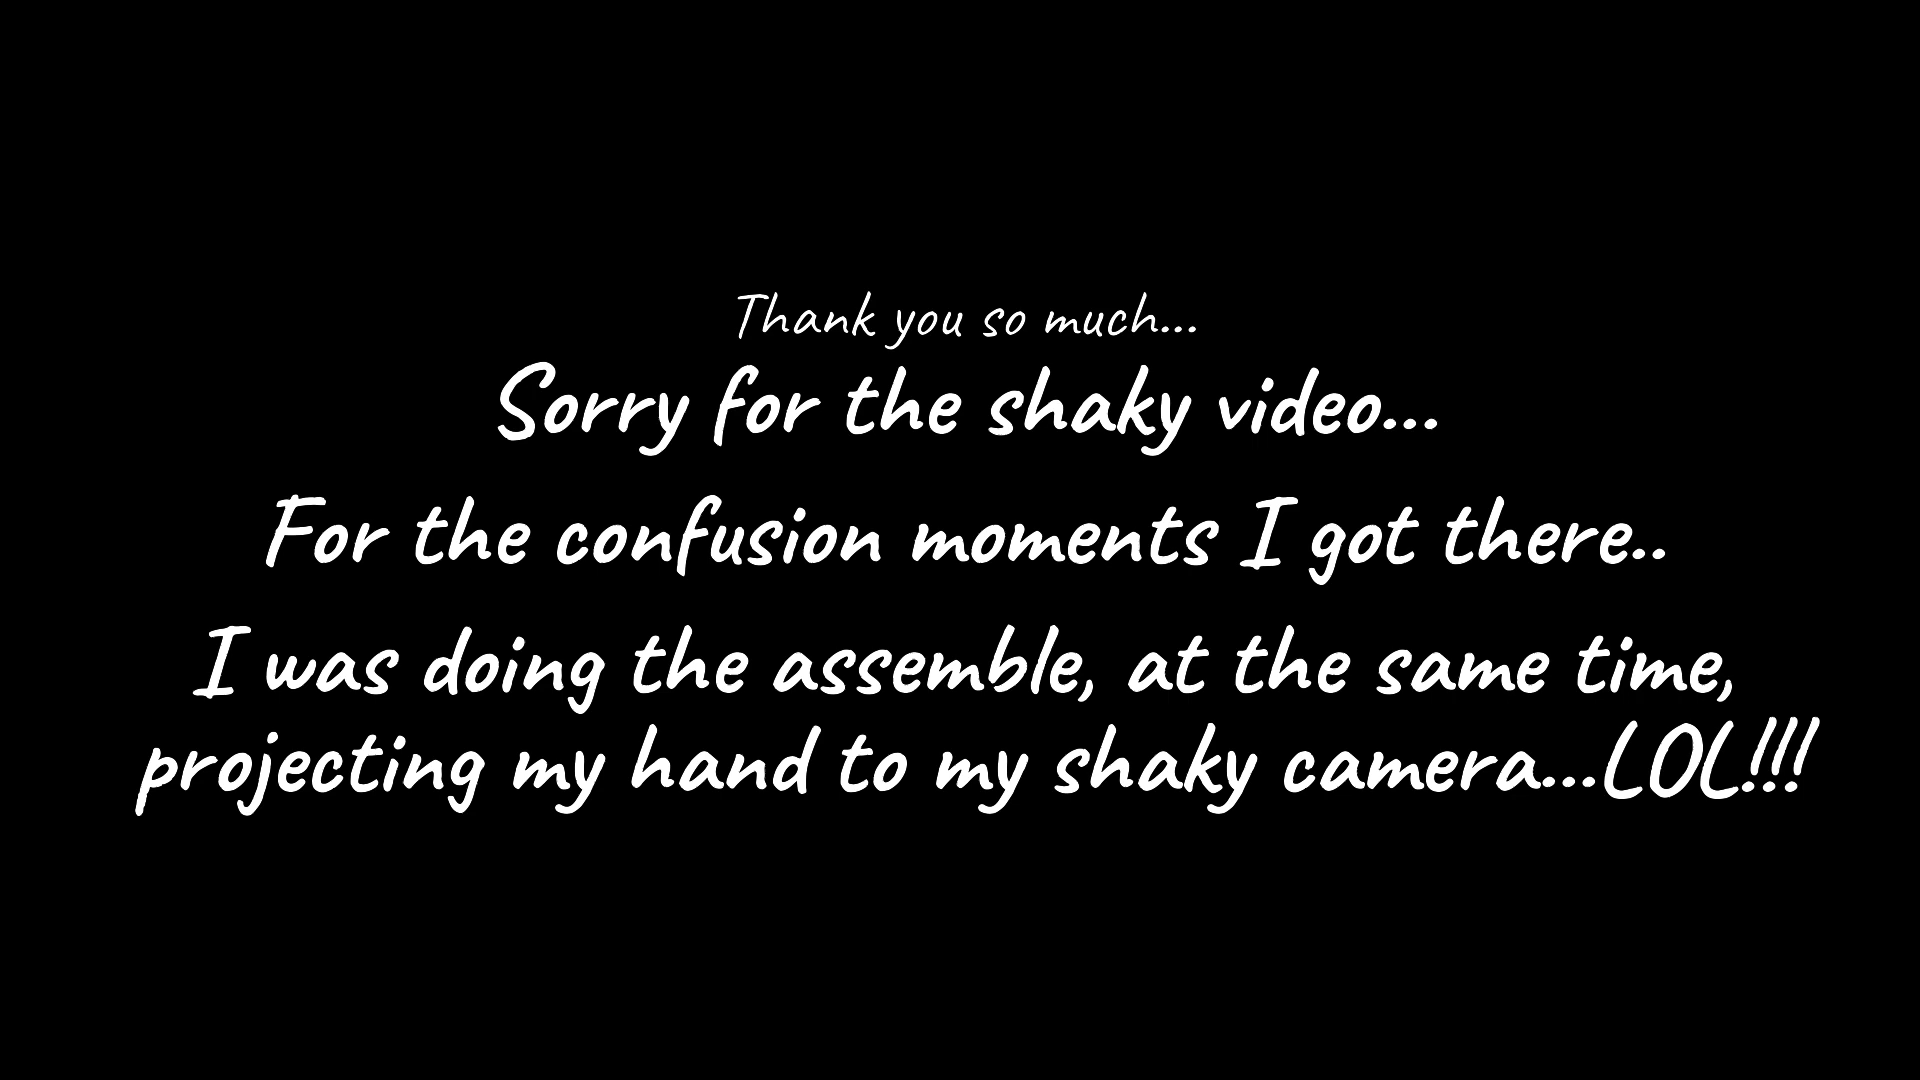 Thank you so much...
Sorry for the shaky video...
For the confusion moments I got there..
I was doing the assemble, at the same time,
projecting my hand to my shaky camera...LOL!!!